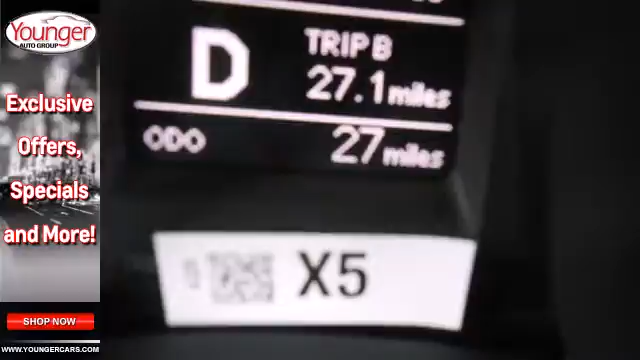 Younger
AUTO GROUP
Exclusive
Offers,
Specials
and More!
SHOP NOW
WWW.YOUNGERCARS.COM
D
TRIP B
27.1 miles
ODO
27 miles
X5